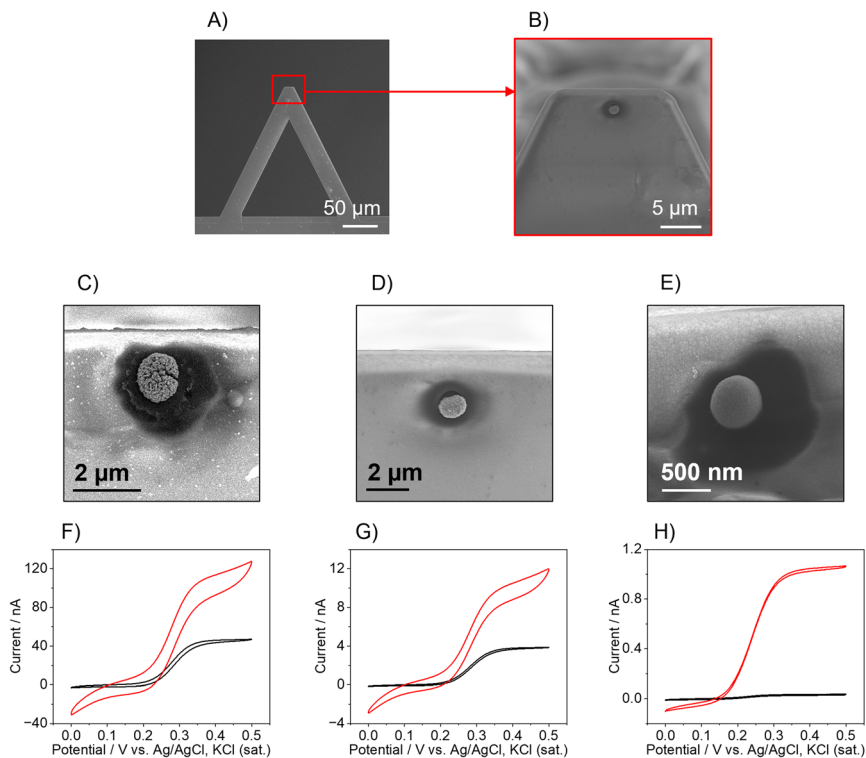 A)
B)
50 µm
5 µm
C)
D)
E)
2 µm
2 µm
500 nm
F)
G)
H)
120
80
40
0
−40
Current / nA
0.0 0.1 0.2 0.3 0.4 0.5
Potential / V vs. Ag/AgCl, KCl (sat.)
12
8
4
0
−4
Current / nA
0.0 0.1 0.2 0.3 0.4 0.5
Potential / V vs. Ag/AgCl, KCl (sat.)
1.2
0.8
0.4
0.0
Current / nA
0.0 0.1 0.2 0.3 0.4 0.5
Potential / V vs. Ag/AgCl, KCl (sat.)